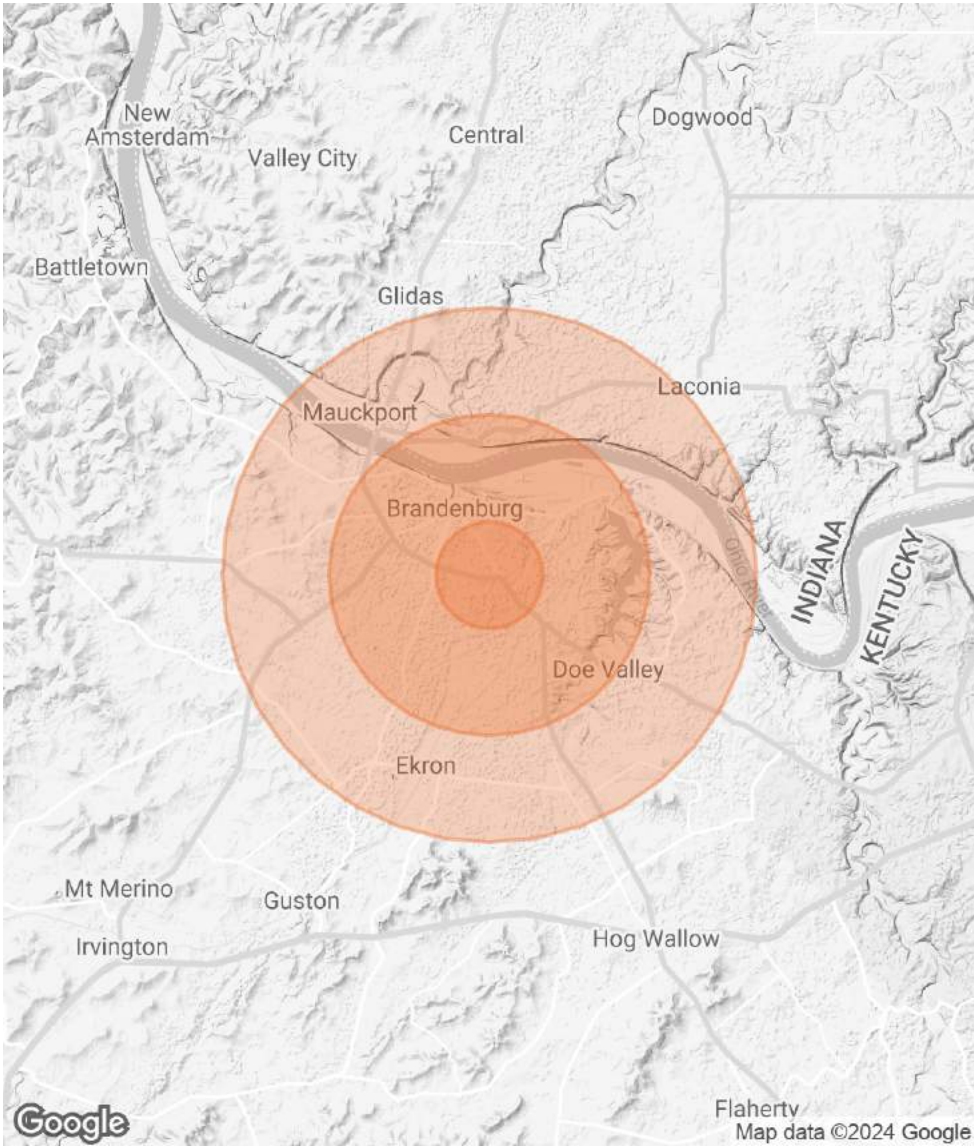 New
Amsterdam
Valley City
Central
Dogwood
Battletown
Glidas
Laconia
Mauckport
Brandenburg
Ohio River
INDIANA
KENTUCKY
Doe Valley
Ekron
Mt Merino
Guston
Irvington
Hog Wallow
Flaherty
Google
Map data ©2024 Google